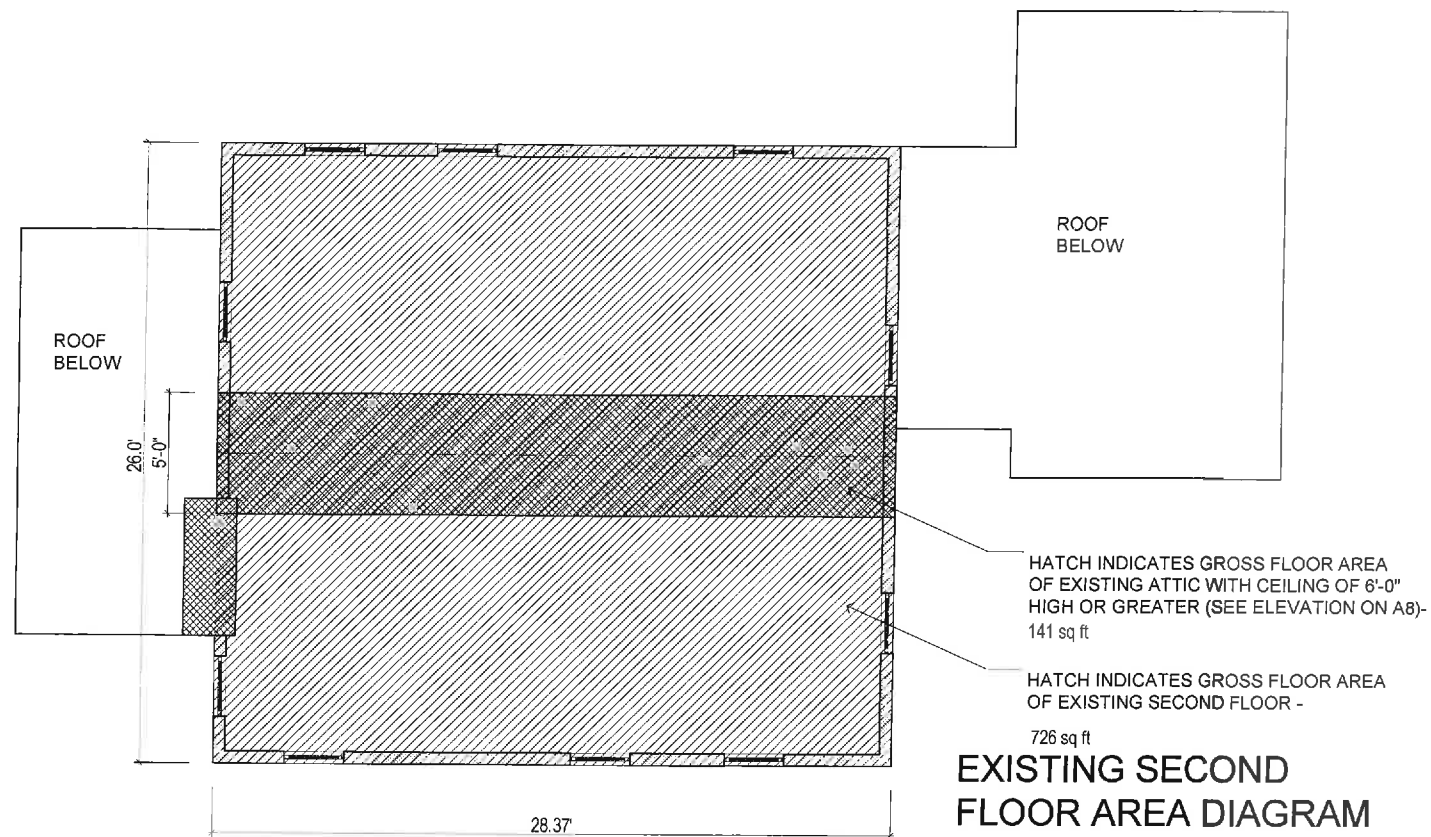 ROOF
BELOW
ROOF
BELOW
26.0'
5'-0"
HATCH INDICATES GROSS FLOOR AREA
OF EXISTING ATTIC WITH CEILING OF 6'-0"
HIGH OR GREATER (SEE ELEVATION ON A8)-
141 sq ft
HATCH INDICATES GROSS FLOOR AREA
OF EXISTING SECOND FLOOR -
726 sq ft
EXISTING SECOND
FLOOR AREA DIAGRAM
28.37'